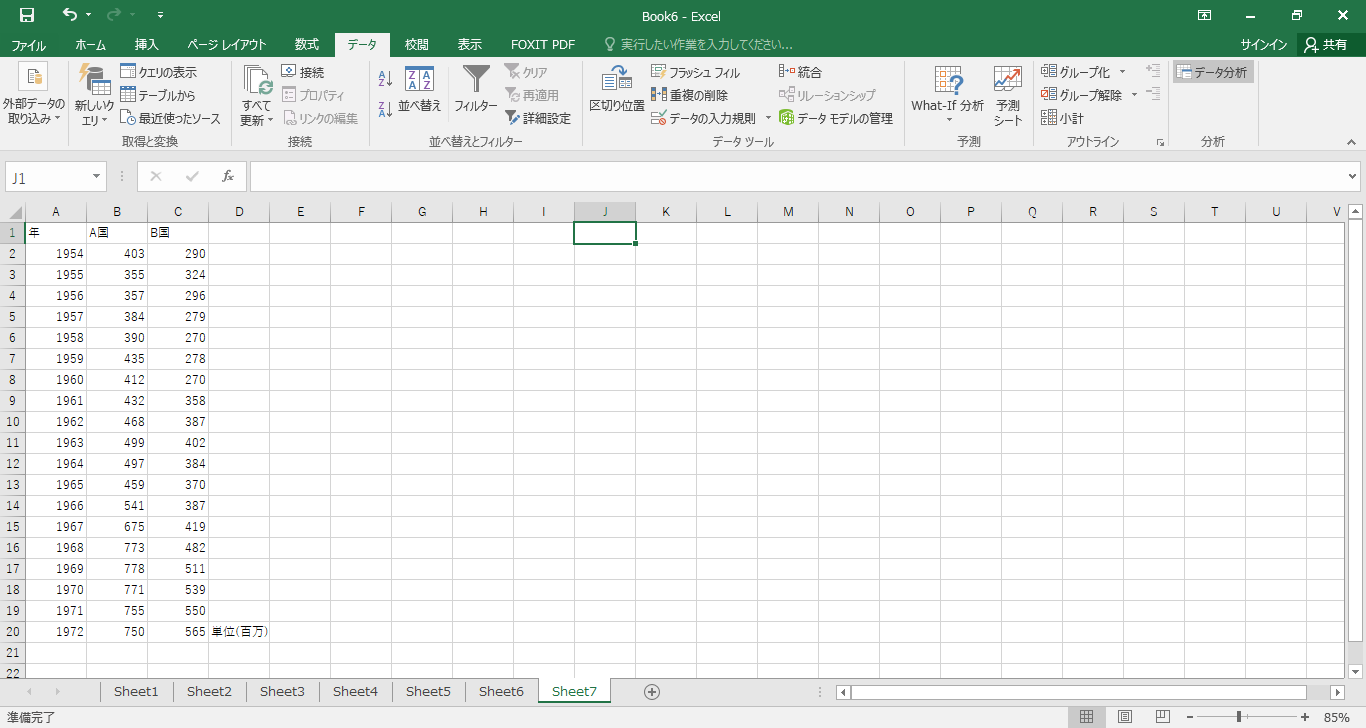 Book6 - Excel
ファイル ホーム 挿入 ページ レイアウト 数式 データ 校閲 表示 FOXIT PDF 実行したい作業を入力してください... サインイン 共有
外部データの取り込み
新しいクエリ
クエリの表示
テーブルから
最近使ったソース
取得と変換
すべて更新
接続
プロパティ
リンクの編集
接続
並べ替え
フィルター
クリア
再適用
詳細設定
並べ替えとフィルター
区切り位置
フラッシュ フィル
重複の削除
データの入力規則
統合
リレーションシップ
データ モデルの管理
データ ツール
What-If 分析
予測シート
予測
グループ化
グループ解除
小計
アウトライン
データ分析
分析
J1 fx
A B C D E F G H I J K L M N O P Q R S T U V
1 年 A国 B国
2 1954 403 290
3 1955 355 324
4 1956 357 296
5 1957 384 279
6 1958 390 270
7 1959 435 278
8 1960 412 270
9 1961 432 358
10 1962 468 387
11 1963 499 402
12 1964 497 384
13 1965 459 370
14 1966 541 387
15 1967 675 419
16 1968 773 482
17 1969 778 511
18 1970 771 539
19 1971 755 550
20 1972 750 565 単位(百万)
21
22
Sheet1 Sheet2 Sheet3 Sheet4 Sheet5 Sheet6 Sheet7
準備完了 85%